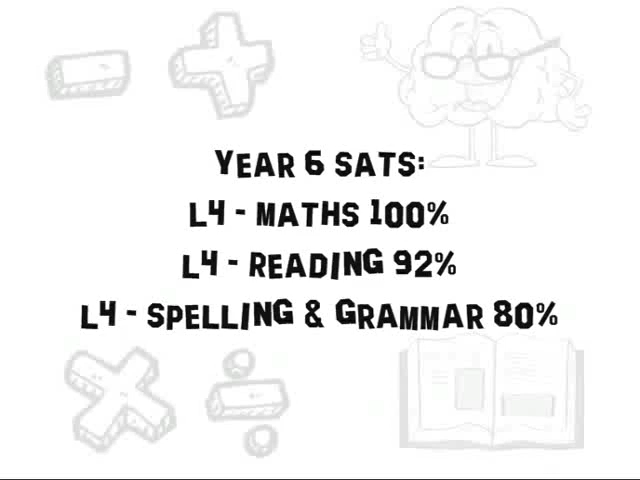 YEAR 6 SATS:
L4 - MATHS 100%
L4 - READING 92%
L4 - SPELLING & GRAMMAR 80%